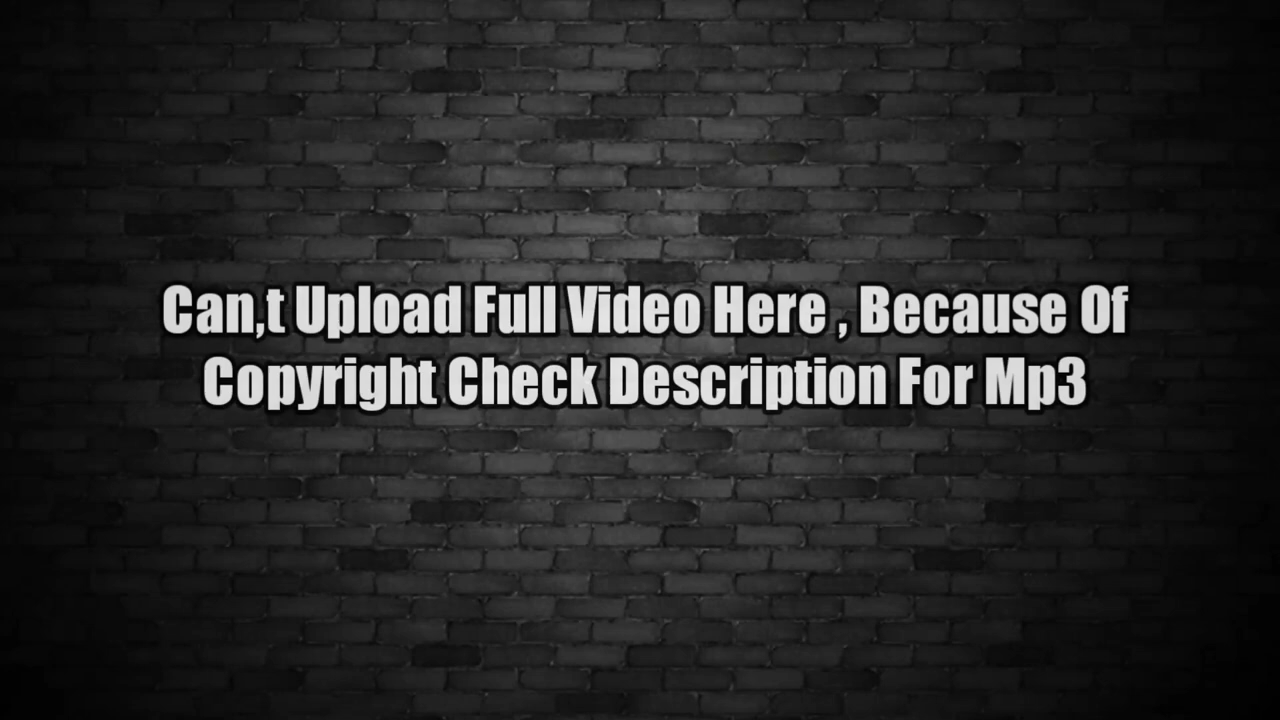 Can,t Upload Full Video Here , Because Of
Copyright Check Description For Mp3